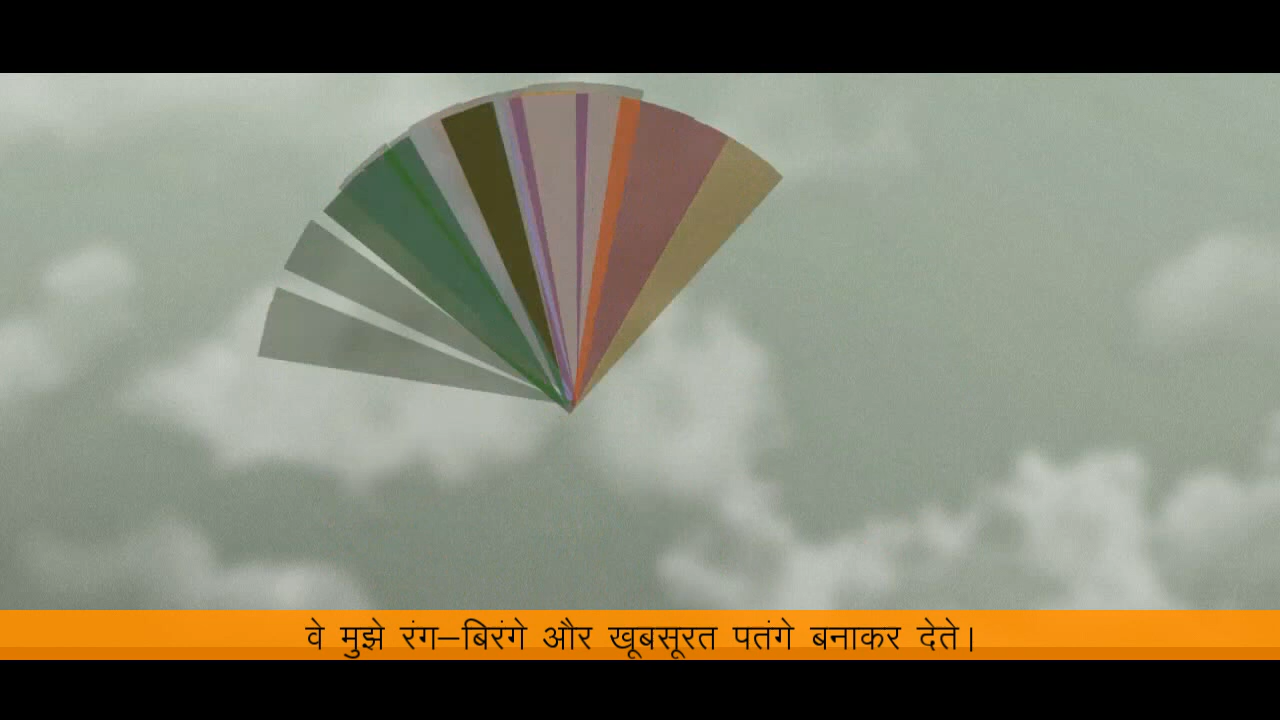 वे मुझे रंग–बिरंगे और खूबसूरत पतंगे बनाकर देते।